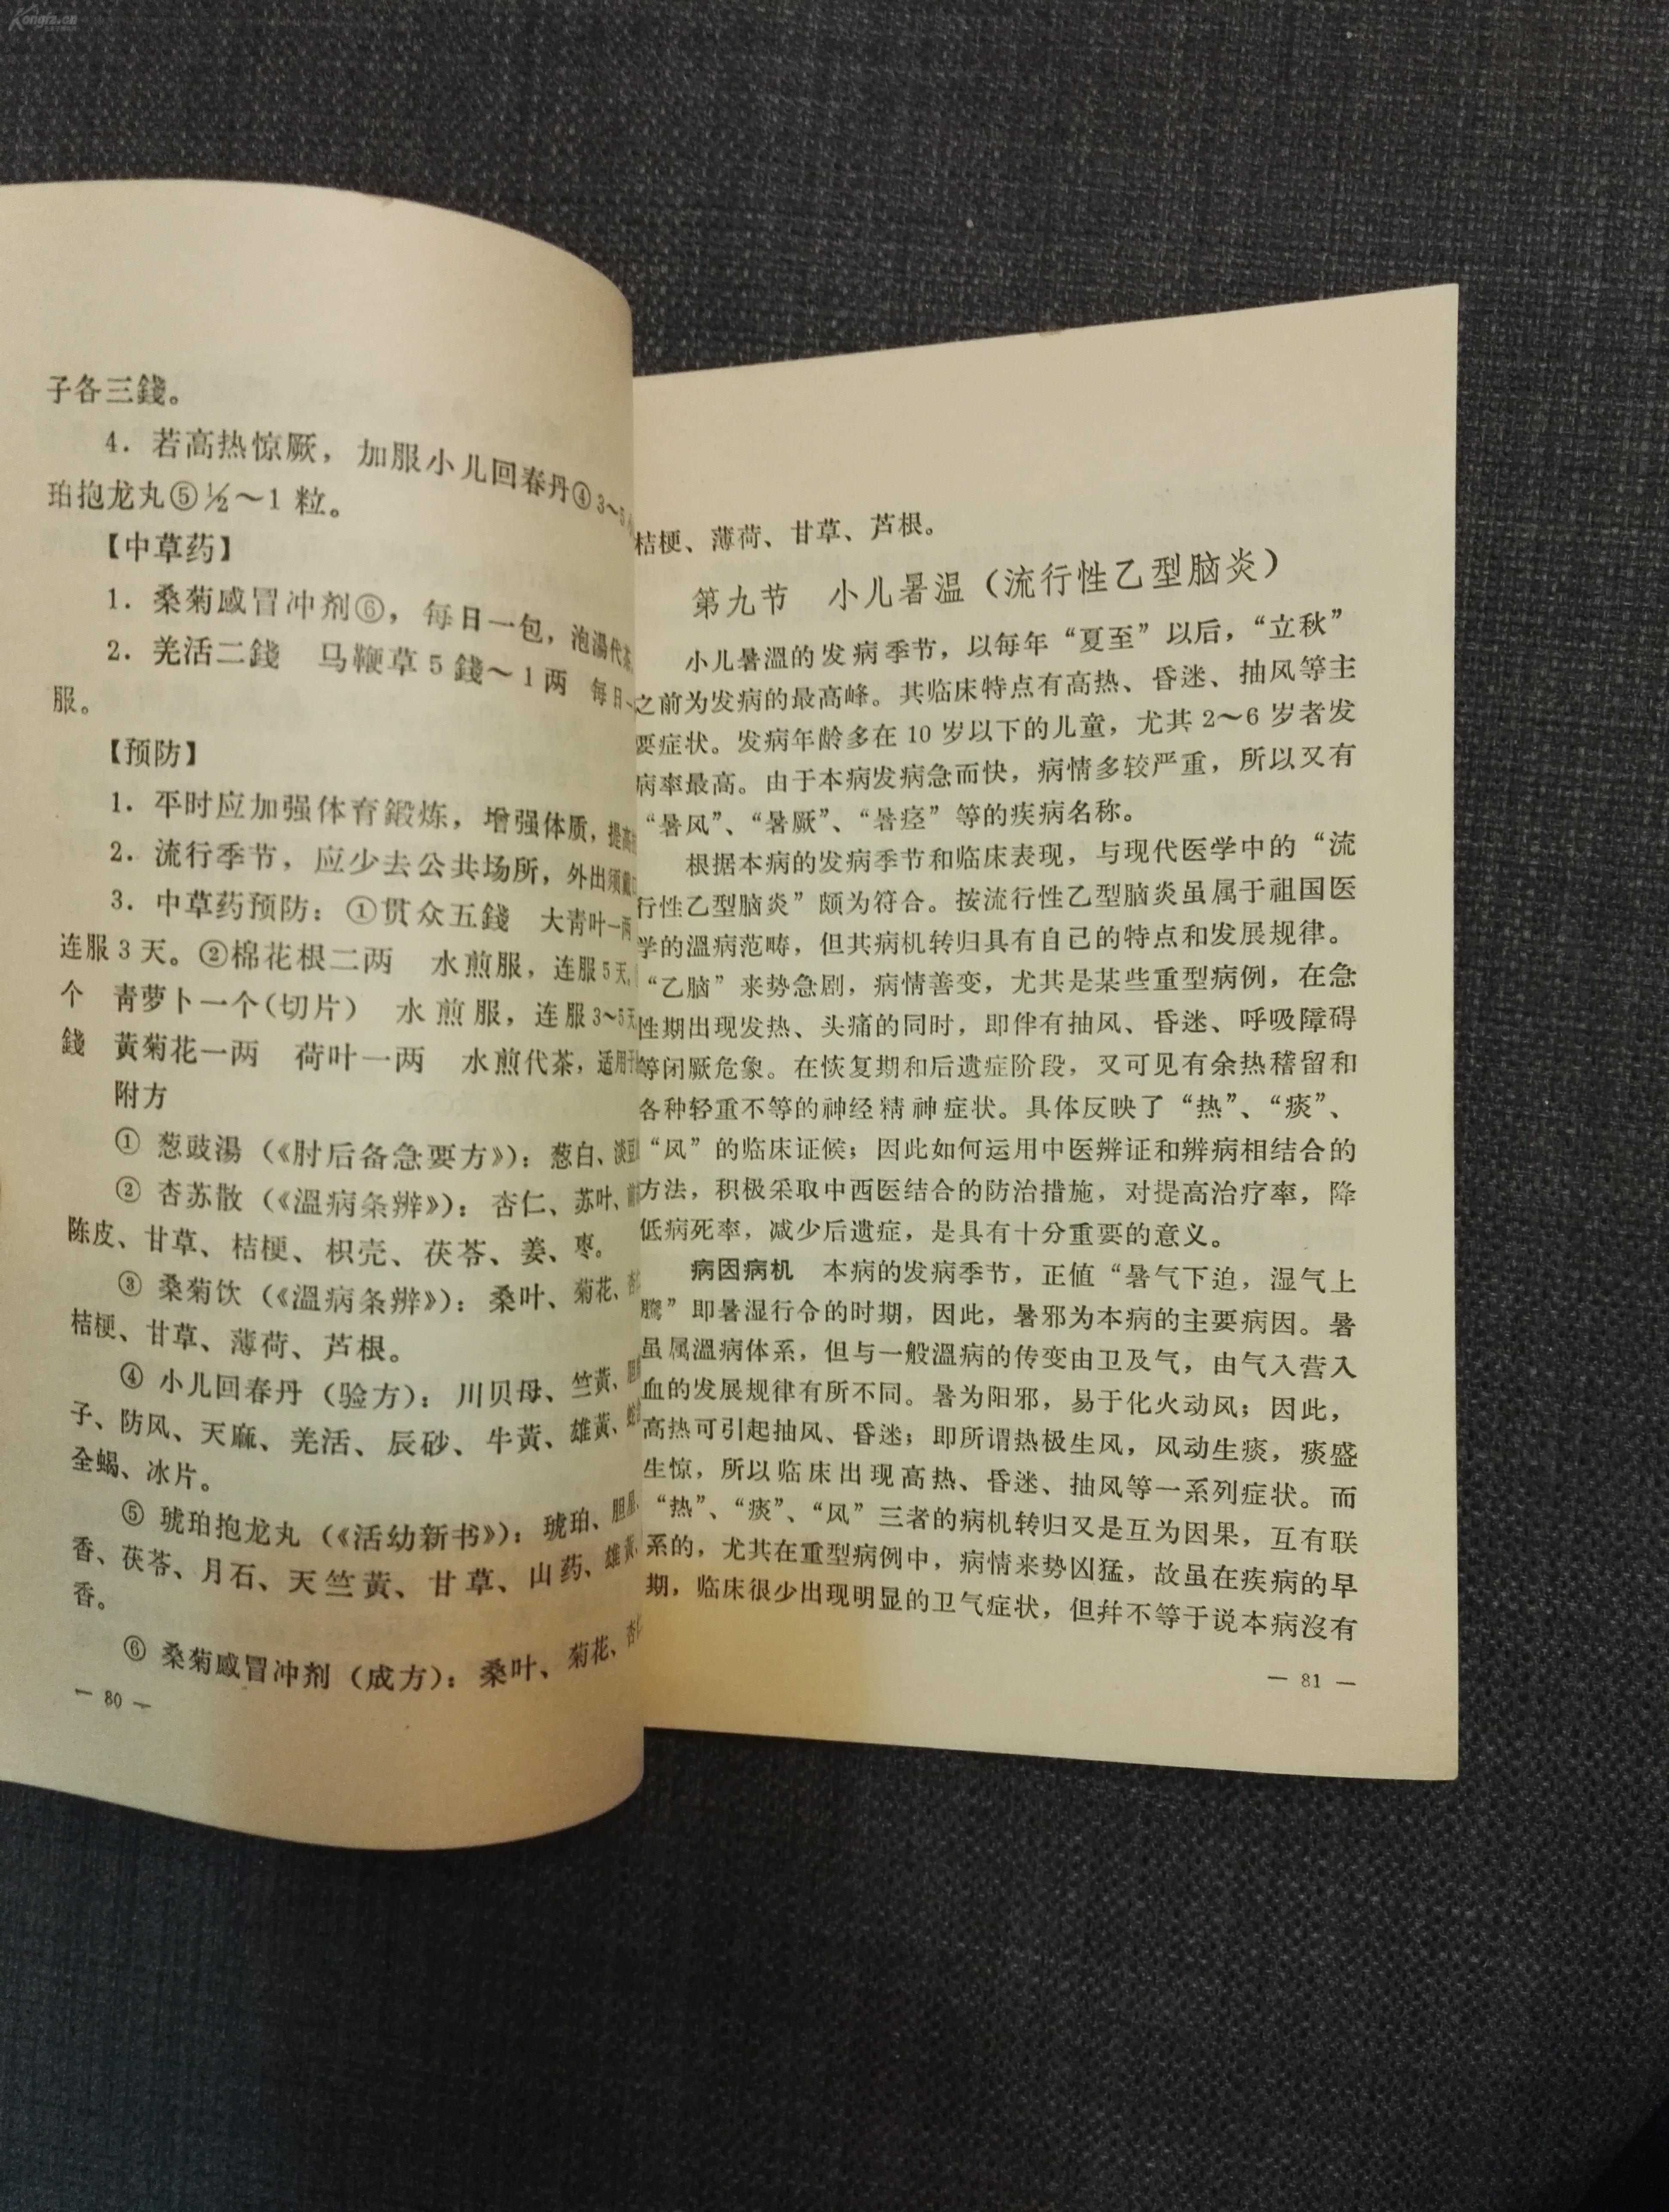 Kongfz.cn
子各三錢。
4. 若高热惊厥，加服小儿回春丹④3～5
珀抱龙丸⑤½～1 粒。
【中草药】
1. 桑菊感冒冲剂⑥，每日一包，泡湯代茶
2. 羌活二錢　马鞭草5錢～1两　每日
服。
【预防】
1. 平时应加强体育鍛炼，增强体质，提高
2. 流行季节，应少去公共场所，外出须戴
3. 中草药预防：①贯众五錢　大青叶一两
连服3天。②棉花根二两　水煎服，连服5天，
个　青萝卜一个（切片）　水煎服，连服3～5天
錢　黃菊花一两　荷叶一两　水煎代茶，适用于
附方
① 葱豉湯（《肘后备急要方》）：葱白、淡豆
② 杏苏散（《溫病条辨》）：杏仁、苏叶、前
陈皮、甘草、桔梗、枳壳、茯苓、姜、枣。
③ 桑菊饮（《溫病条辨》）：桑叶、菊花、杏
桔梗、甘草、薄荷、芦根。
④ 小儿回春丹（验方）：川贝母、竺黃、胆
子、防风、天麻、羌活、辰砂、牛黃、雄黃、蛇
全蝎、冰片。
⑤ 琥珀抱龙丸（《活幼新书》）：琥珀、胆星、
香、茯苓、月石、天竺黃、甘草、山药、雄黃、
香。
⑥ 桑菊感冒冲剂（成方）：桑叶、菊花、杏仁
— 80 —
桔梗、薄荷、甘草、芦根。
第九节　小儿暑温（流行性乙型脑炎）
小儿暑溫的发病季节，以每年“夏至”以后，“立秋”
之前为发病的最高峰。其临床特点有高热、昏迷、抽风等主
要症状。发病年龄多在10岁以下的儿童，尤其2～6岁者发
病率最高。由于本病发病急而快，病情多较严重，所以又有
“暑风”、“暑厥”、“暑痉”等的疾病名称。
根据本病的发病季节和临床表现，与现代医学中的“流
行性乙型脑炎”颇为符合。按流行性乙型脑炎虽属于祖国医
学的溫病范畴，但其病机转归具有自己的特点和发展规律。
“乙脑”来势急剧，病情善变，尤其是某些重型病例，在急
性期出现发热、头痛的同时，即伴有抽风、昏迷、呼吸障碍
等闭厥危象。在恢复期和后遗症阶段，又可见有余热稽留和
各种轻重不等的神经精神症状。具体反映了“热”、“痰”、
“风”的临床证候；因此如何运用中医辨证和辨病相结合的
方法，积极采取中西医结合的防治措施，对提高治疗率，降
低病死率，减少后遗症，是具有十分重要的意义。
病因病机　本病的发病季节，正值“暑气下迫，湿气上
腾”即暑湿行令的时期，因此，暑邪为本病的主要病因。暑
虽属溫病体系，但与一般溫病的传变由卫及气，由气入营入
血的发展规律有所不同。暑为阳邪，易于化火动风；因此，
高热可引起抽风、昏迷；即所谓热极生风，风动生痰，痰盛
生惊，所以临床出现高热、昏迷、抽风等一系列症状。而
“热”、“痰”、“风”三者的病机转归又是互为因果，互有联
系的，尤其在重型病例中，病情来势凶猛，故虽在疾病的早
期，临床很少出现明显的卫气症状，但幷不等于说本病沒有
— 81 —